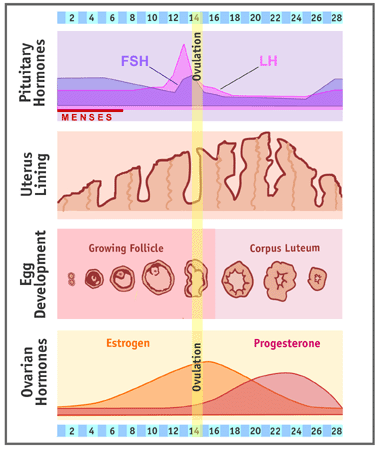 2 4 6 8 10 12 14 16 18 20 22 24 26 28
Pituitary
Hormones
FSH
Ovulation
LH
MENSES
Uterus
Lining
Egg
Development
Growing Follicle
Corpus Luteum
Ovarian
Hormones
Estrogen
Ovulation
Progesterone
2 4 6 8 10 12 14 16 18 20 22 24 26 28